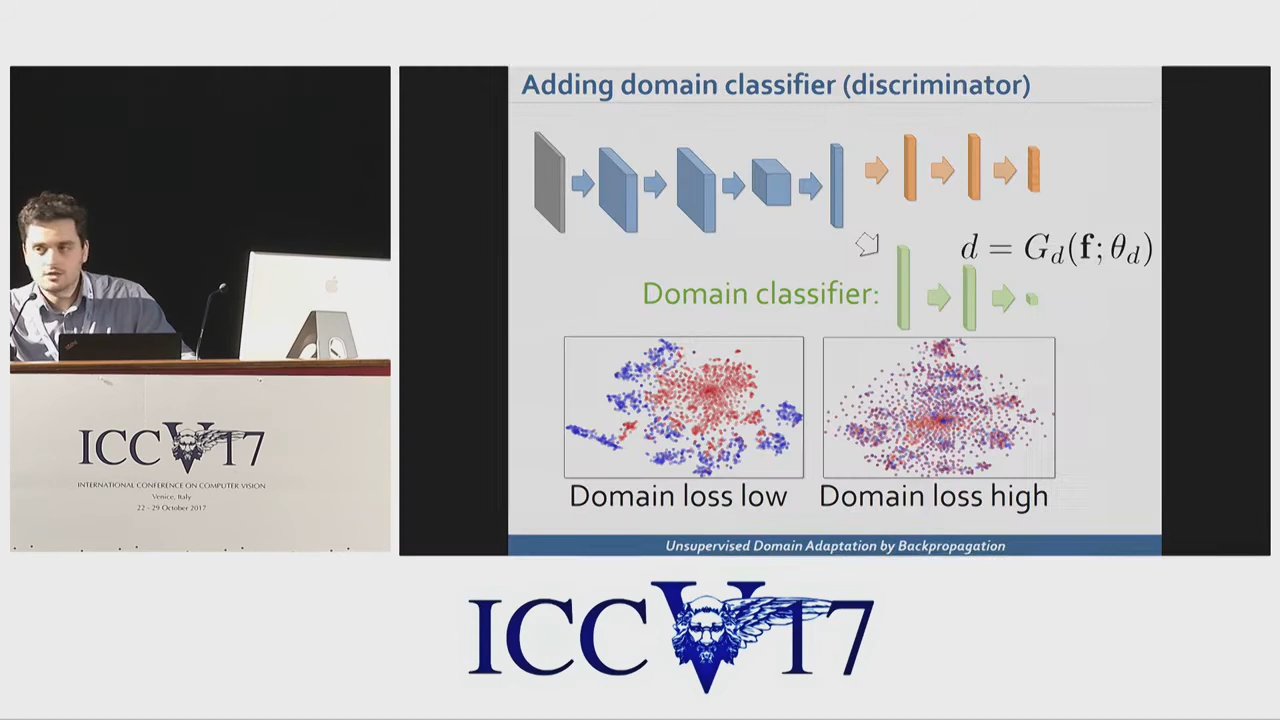 Adding domain classifier (discriminator)
d = G_d(f; θ_d)
Domain classifier:
Domain loss low
Domain loss high
Unsupervised Domain Adaptation by Backpropagation
ICCV17
INTERNATIONAL CONFERENCE ON COMPUTER VISION
Venice, Italy
22 - 29 October 2017
ICCV17